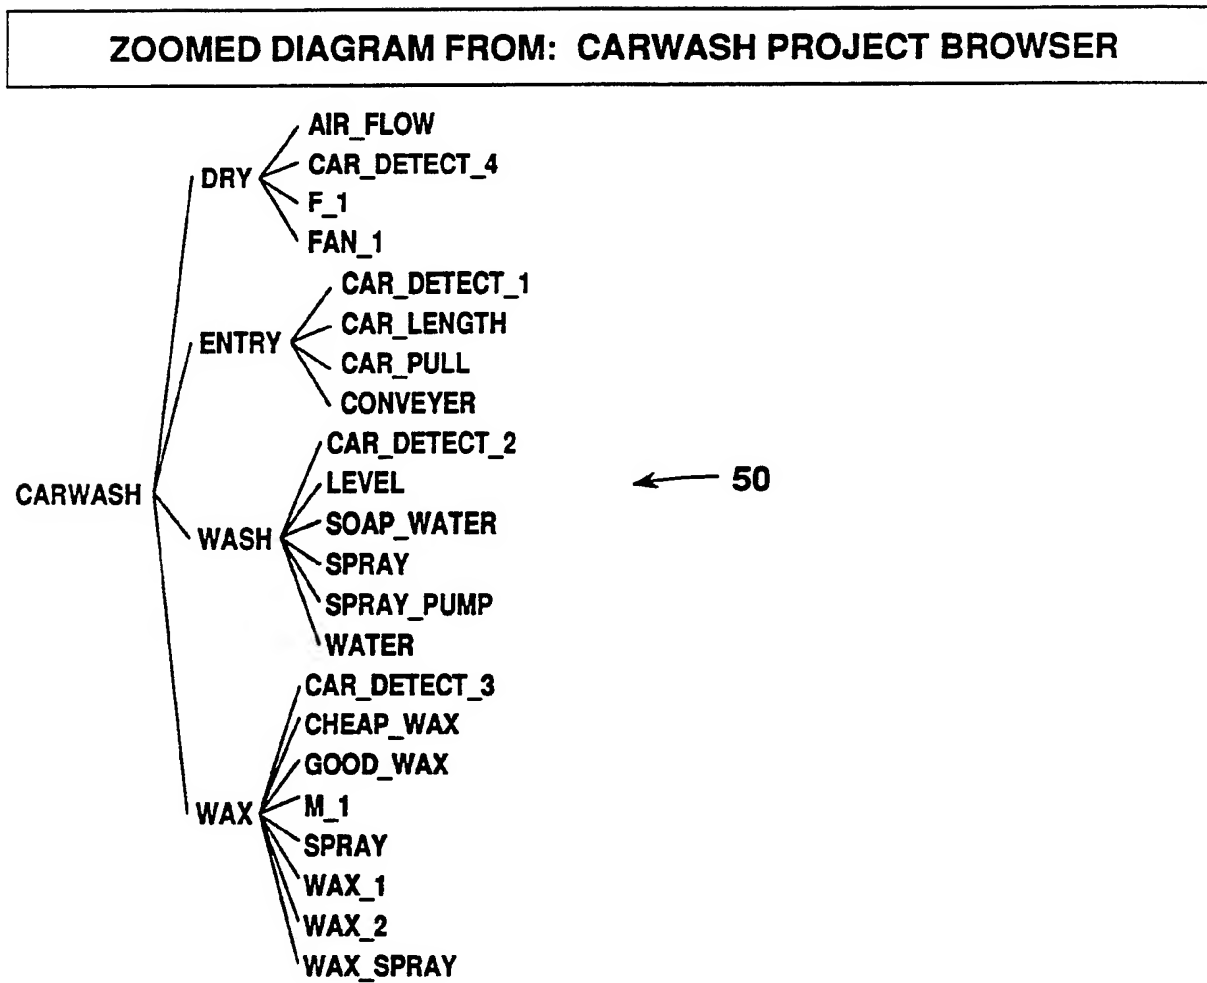 ZOOMED DIAGRAM FROM: CARWASH PROJECT BROWSER
CARWASH
DRY
AIR_FLOW
CAR_DETECT_4
F_1
FAN_1
ENTRY
CAR_DETECT_1
CAR_LENGTH
CAR_PULL
CONVEYER
WASH
CAR_DETECT_2
LEVEL
SOAP_WATER
SPRAY
SPRAY_PUMP
WATER
WAX
CAR_DETECT_3
CHEAP_WAX
GOOD_WAX
M_1
SPRAY
WAX_1
WAX_2
WAX_SPRAY
50